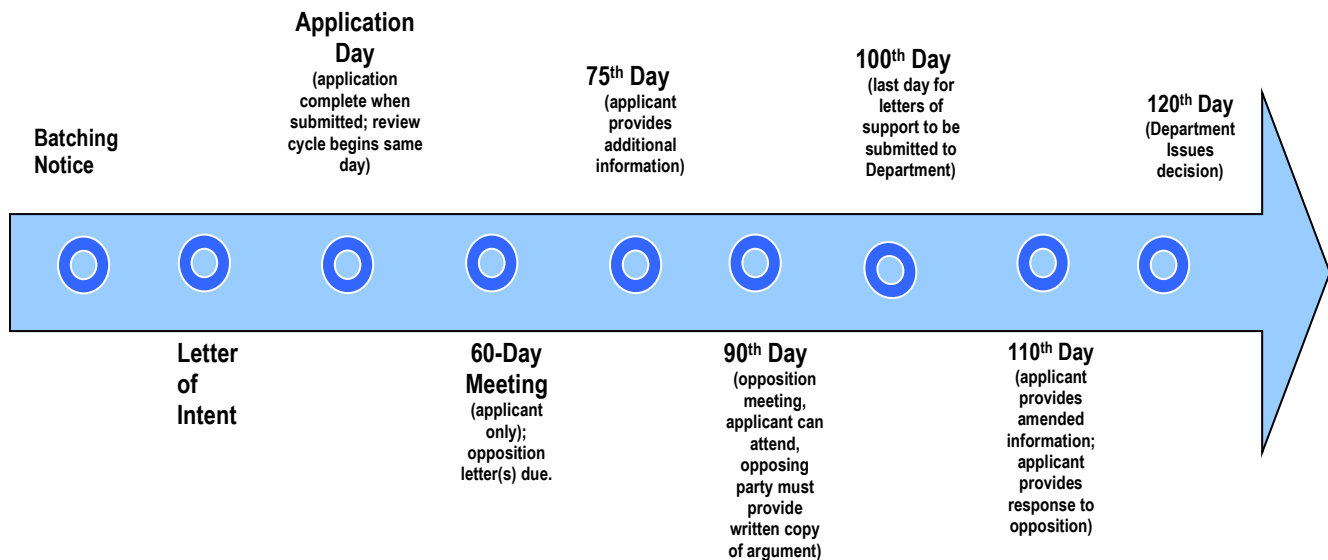 Batching
Notice
Letter
of
Intent
Application
Day
(application
complete when
submitted; review
cycle begins same
day)
60-Day
Meeting
(applicant
only);
opposition
letter(s) due.
75th Day
(applicant
provides
additional
information)
90th Day
(opposition
meeting,
applicant can
attend,
opposing
party must
provide
written copy
of argument)
100th Day
(last day for
letters of
support to be
submitted to
Department)
110th Day
(applicant
provides
amended
information;
applicant
provides
response to
opposition)
120th Day
(Department
Issues
decision)